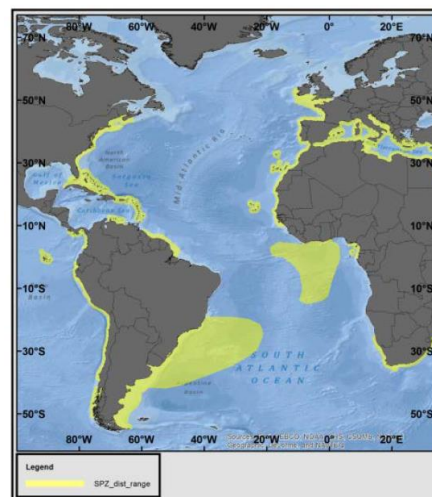 80°W 60°W 40°W 20°W 0° 20°E
70°N 70°N
50°N 50°N
North
American
Basin
Mid-Atlantic
Sargasso
Sea
30°N 30°N
Gulf of
Mexico
Caribbean Sea
10°N 10°N
Basin
10°S 10°S
30°S 30°S
SOUTH
ATLANTIC
OCEAN
Basin
50°S 50°S
80°W 60°W 40°W 20°W 0° 20°E
Legend
SPZ_dist_range